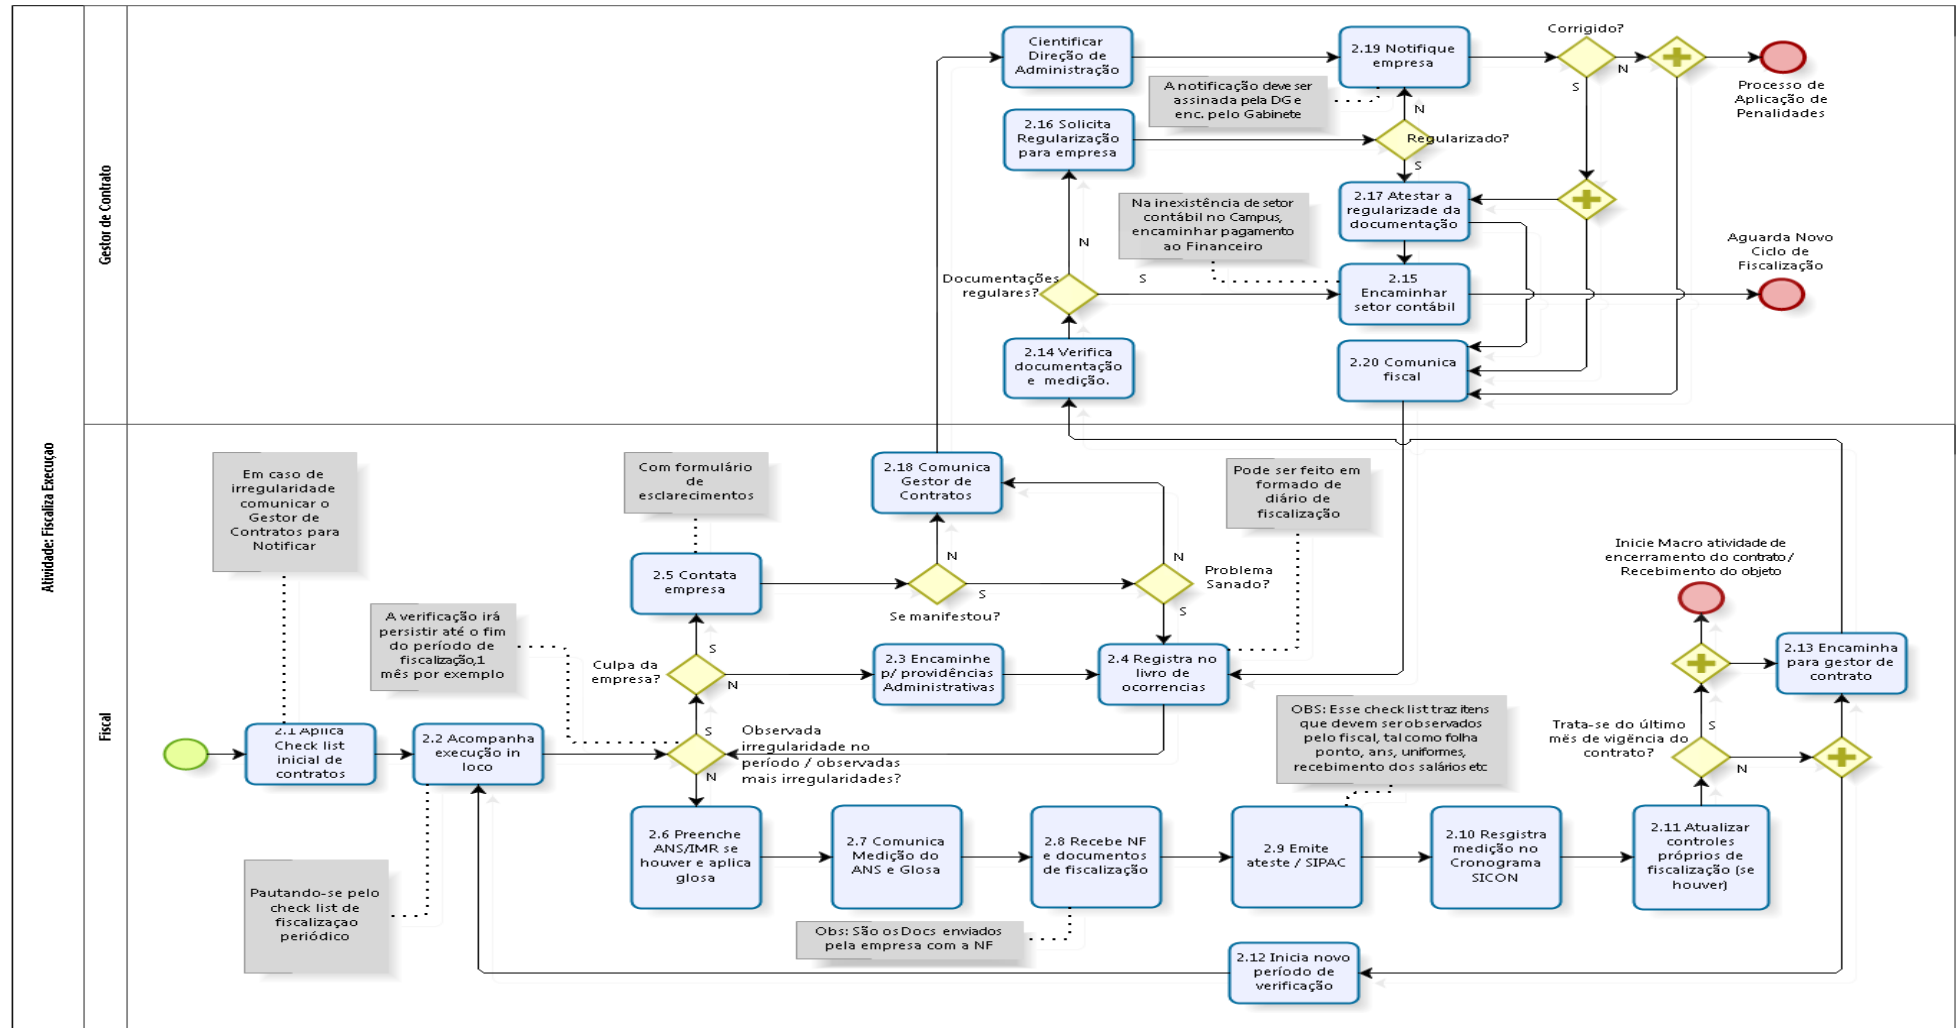 Atividade: Fiscaliza Execuçao
Gestor de Contrato
Cientificar
Direção de
Administração
2.19 Notifique
empresa
Corrigido?
N
S
Processo de
Aplicação de
Penalidades
A notificação deve ser
assinada pela DG e
enc. pelo Gabinete
2.16 Solicita
Regularização
para empresa
N
Regularizado?
S
2.17 Atestar a
regularizade da
documentação
Na inexistência de setor
contábil no Campus,
encaminhar pagamento
ao Financeiro
N
Documentações
regulares?
S
2.15
Encaminhar
setor contábil
Aguarda Novo
Ciclo de
Fiscalização
2.14 Verifica
documentação
e medição.
2.20 Comunica
fiscal
Fiscal
Em caso de
irregularidade
comunicar o
Gestor de
Contratos para
Notificar
Com formulário
de
esclarecimentos
2.18 Comunica
Gestor de
Contratos
Pode ser feito em
formado de
diário de
fiscalização
2.5 Contata
empresa
N
S
Se manifestou?
N
Problema
Sanado?
S
Inicie Macro atividade de
encerramento do contrato/
Recebimento do objeto
A verificação irá
persistir até o fim
do período de
fiscalização,1
mês por exemplo
Culpa da
empresa?
S
N
2.3 Encaminhe
p/ providências
Administrativas
2.4 Registra no
livro de
ocorrencias
2.13 Encaminha
para gestor de
contrato
2.1 Aplica
Check list
inicial de
contratos
2.2 Acompanha
execução in
loco
S
N
Observada
irregularidade no
período / observadas
mais irregularidades?
OBS: Esse check list traz itens
que devem ser observados
pelo fiscal, tal como folha
ponto, ans, uniformes,
recebimento dos salários etc
Trata-se do último
mês de vigência do
contrato?
S
N
2.6 Preenche
ANS/IMR se
houver e aplica
glosa
2.7 Comunica
Medição do
ANS e Glosa
2.8 Recebe NF
e documentos
de fiscalização
2.9 Emite
ateste / SIPAC
2.10 Resgistra
medição no
Cronograma
SICON
2.11 Atualizar
controles
próprios de
fiscalização (se
houver)
Pautando-se pelo
check list de
fiscalizaçao
periódico
Obs: São os Docs enviados
pela empresa com a NF
2.12 Inicia novo
período de
verificação